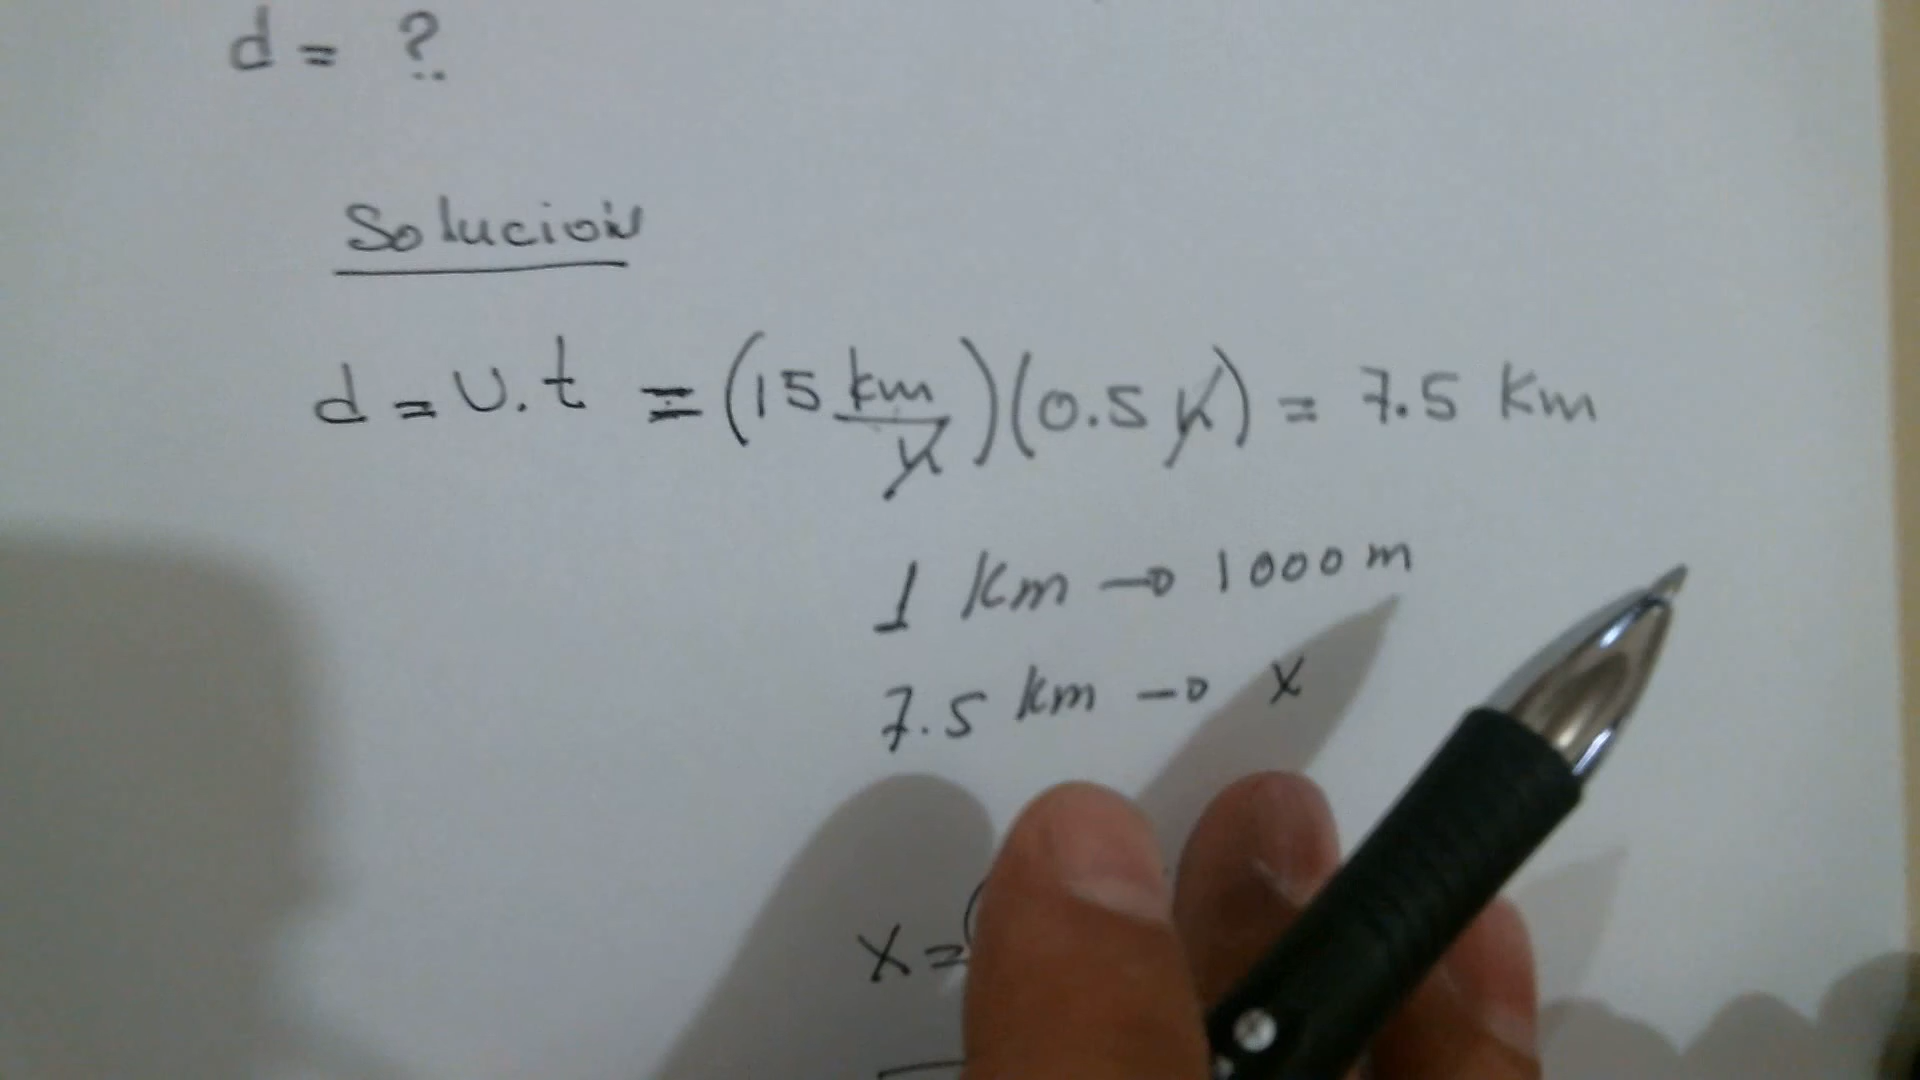 d = ?
Solución
d = v.t = (15 km/h)(0.5 h) = 7.5 Km
1 Km → 1000 m
7.5 km → x
x = (